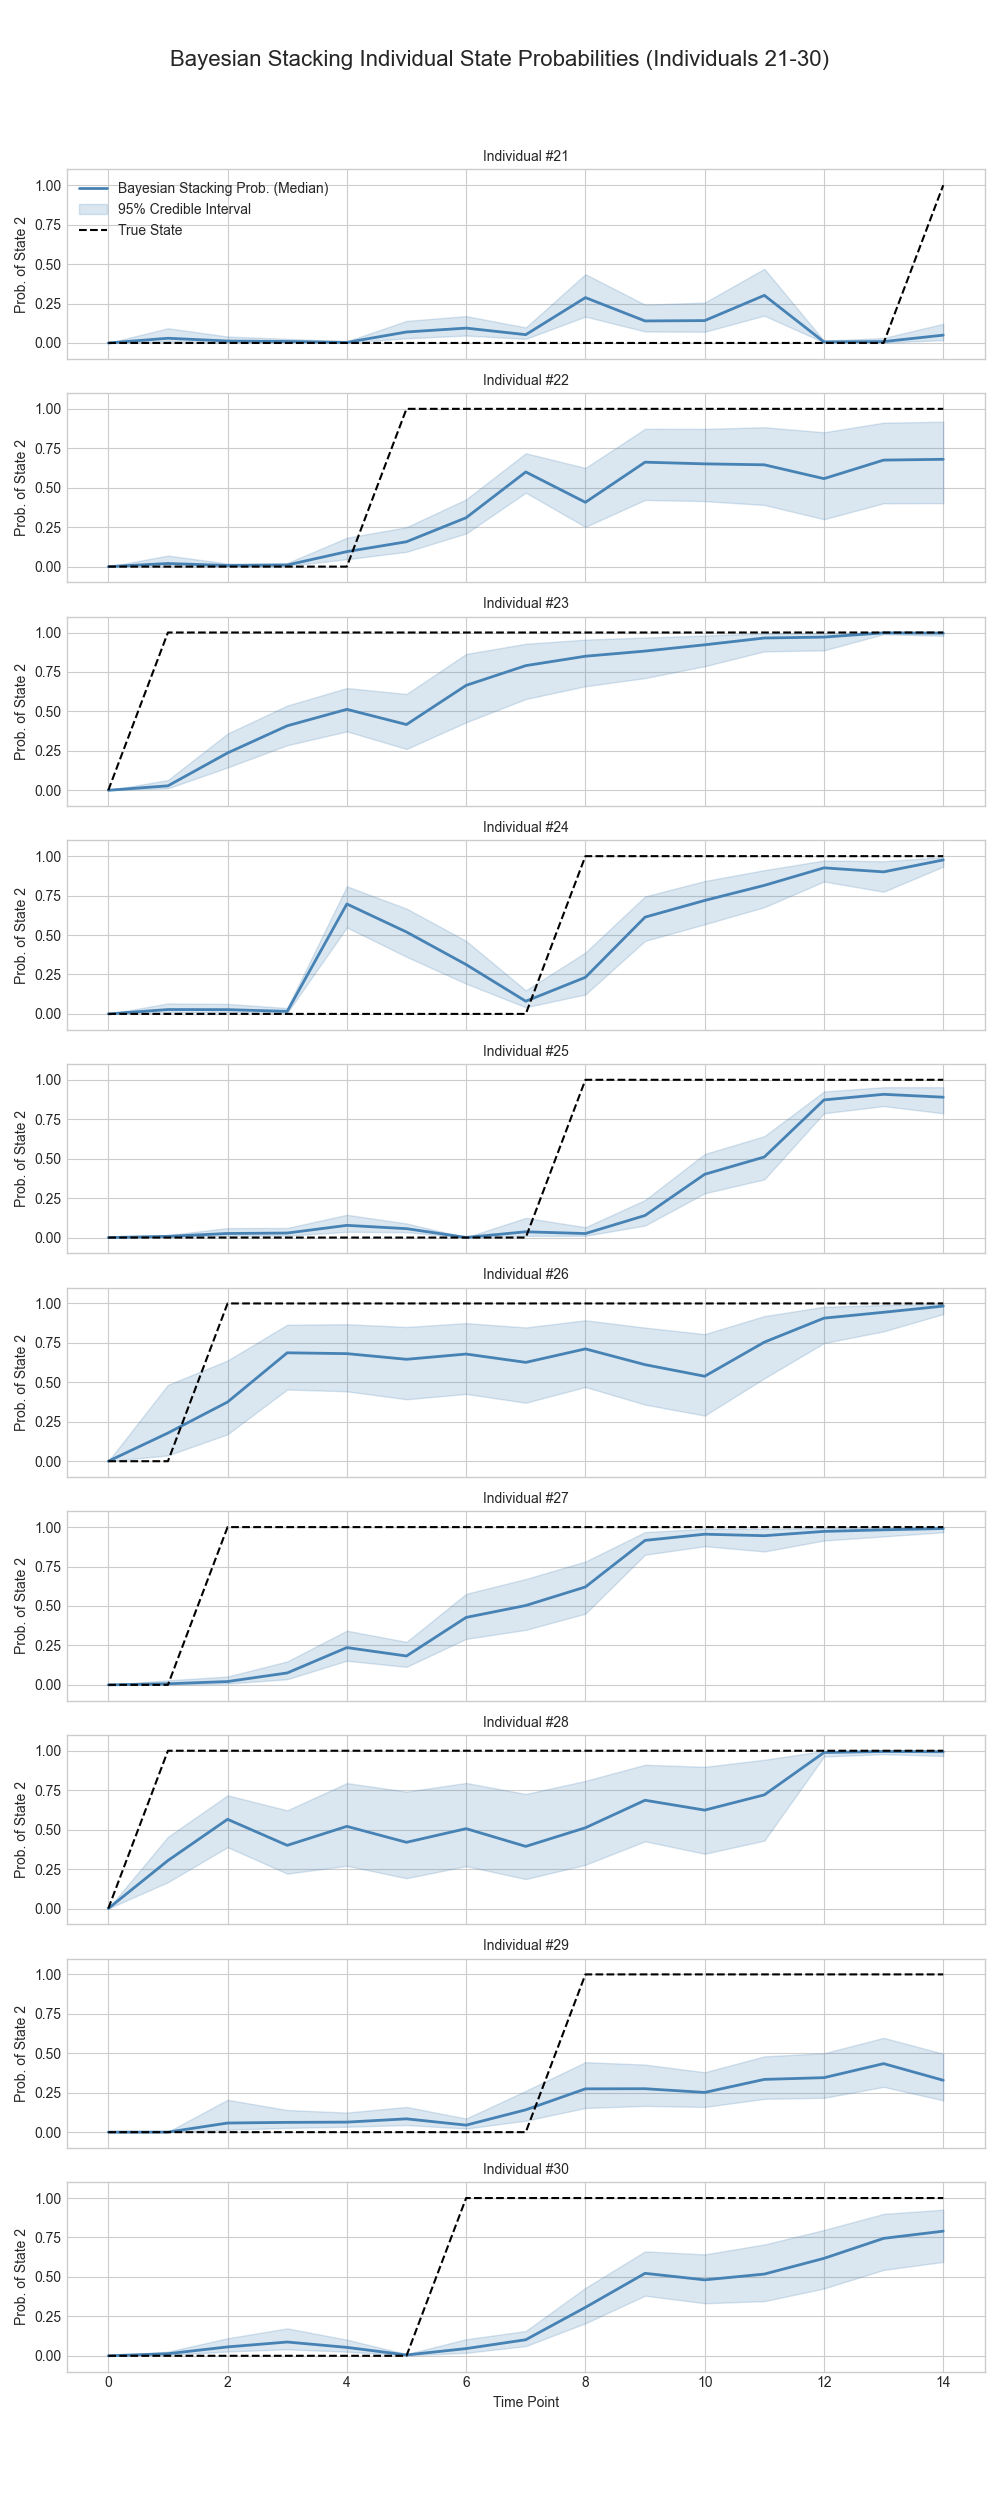 Bayesian Stacking Individual State Probabilities (Individuals 21-30)
Individual #21
Bayesian Stacking Prob. (Median)
95% Credible Interval
True State
1.00
0.75
0.50
0.25
0.00
Prob. of State 2
Individual #22
1.00
0.75
0.50
0.25
0.00
Prob. of State 2
Individual #23
1.00
0.75
0.50
0.25
0.00
Prob. of State 2
Individual #24
1.00
0.75
0.50
0.25
0.00
Prob. of State 2
Individual #25
1.00
0.75
0.50
0.25
0.00
Prob. of State 2
Individual #26
1.00
0.75
0.50
0.25
0.00
Prob. of State 2
Individual #27
1.00
0.75
0.50
0.25
0.00
Prob. of State 2
Individual #28
1.00
0.75
0.50
0.25
0.00
Prob. of State 2
Individual #29
1.00
0.75
0.50
0.25
0.00
Prob. of State 2
Individual #30
1.00
0.75
0.50
0.25
0.00
Prob. of State 2
0 2 4 6 8 10 12 14
Time Point